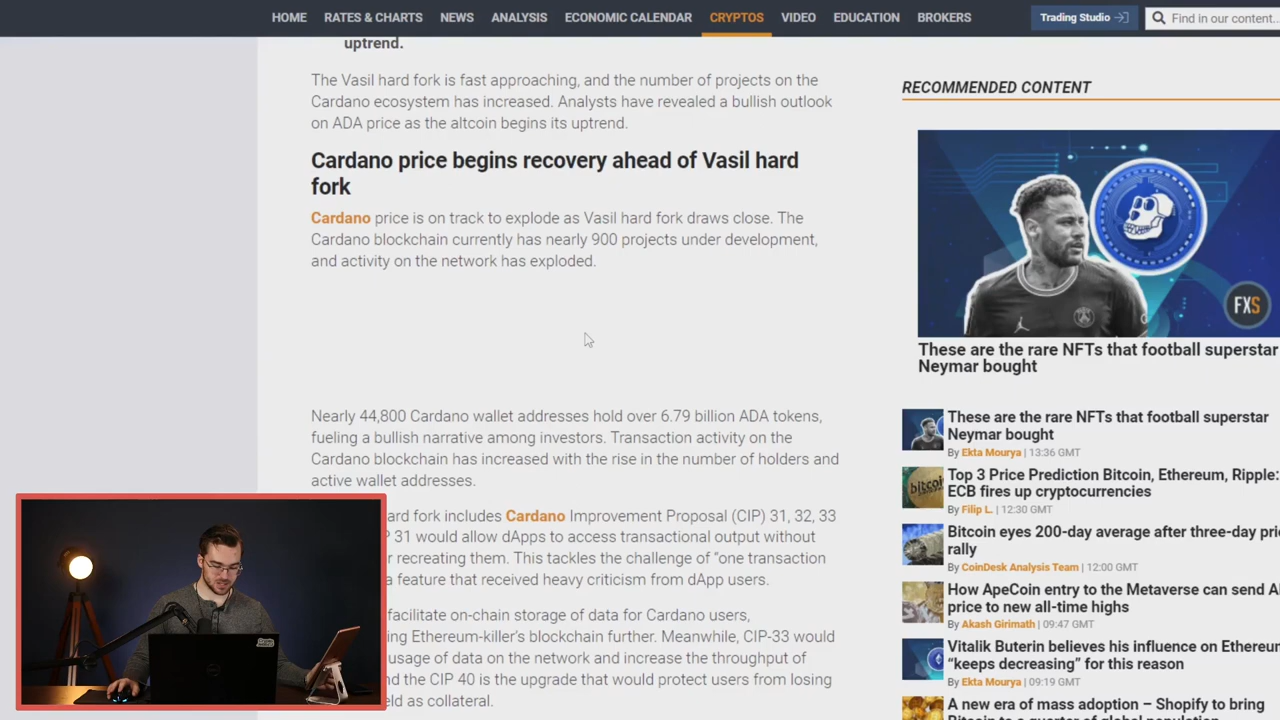 HOME RATES & CHARTS NEWS ANALYSIS ECONOMIC CALENDAR CRYPTOS VIDEO EDUCATION BROKERS Trading Studio Find in our content...
uptrend.
The Vasil hard fork is fast approaching, and the number of projects on the
Cardano ecosystem has increased. Analysts have revealed a bullish outlook
on ADA price as the altcoin begins its uptrend.
Cardano price begins recovery ahead of Vasil hard
fork
Cardano price is on track to explode as Vasil hard fork draws close. The
Cardano blockchain currently has nearly 900 projects under development,
and activity on the network has exploded.
Nearly 44,800 Cardano wallet addresses hold over 6.79 billion ADA tokens,
fueling a bullish narrative among investors. Transaction activity on the
Cardano blockchain has increased with the rise in the number of holders and
active wallet addresses.
ard fork includes Cardano Improvement Proposal (CIP) 31, 32, 33
P 31 would allow dApps to access transactional output without
r recreating them. This tackles the challenge of “one transaction
a feature that received heavy criticism from dApp users.
facilitate on-chain storage of data for Cardano users,
ing Ethereum-killer's blockchain further. Meanwhile, CIP-33 would
usage of data on the network and increase the throughput of
nd the CIP 40 is the upgrade that would protect users from losing
eld as collateral.
RECOMMENDED CONTENT
FXS
These are the rare NFTs that football superstar
Neymar bought
These are the rare NFTs that football superstar
Neymar bought
By Ekta Mourya | 13:36 GMT
Top 3 Price Prediction Bitcoin, Ethereum, Ripple:
ECB fires up cryptocurrencies
By Filip L. | 12:30 GMT
Bitcoin eyes 200-day average after three-day pri
rally
By CoinDesk Analysis Team | 12:00 GMT
How ApeCoin entry to the Metaverse can send A
price to new all-time highs
By Akash Girimath | 09:47 GMT
Vitalik Buterin believes his influence on Ethereu
“keeps decreasing” for this reason
By Ekta Mourya | 09:19 GMT
A new era of mass adoption – Shopify to bring
Bitcoin to a quarter of global population